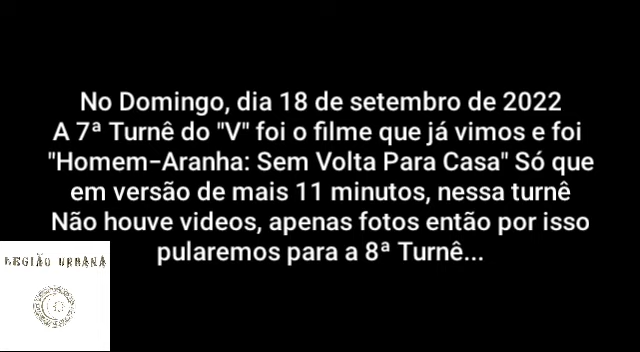 No Domingo, dia 18 de setembro de 2022
A 7ª Turnê do "V" foi o filme que já vimos e foi
"Homem-Aranha: Sem Volta Para Casa" Só que
em versão de mais 11 minutos, nessa turnê
Não houve videos, apenas fotos então por isso
pularemos para a 8ª Turnê...
LEGIÃO URBANA